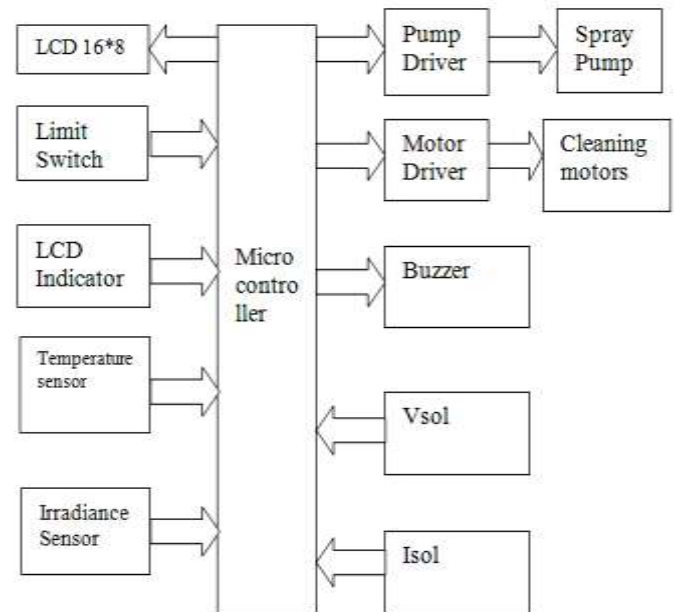 LCD 16*8
Limit
Switch
LCD
Indicator
Temperature
sensor
Irradiance
Sensor
Micro
contro
ller
Pump
Driver
Spray
Pump
Motor
Driver
Cleaning
motors
Buzzer
Vsol
Isol